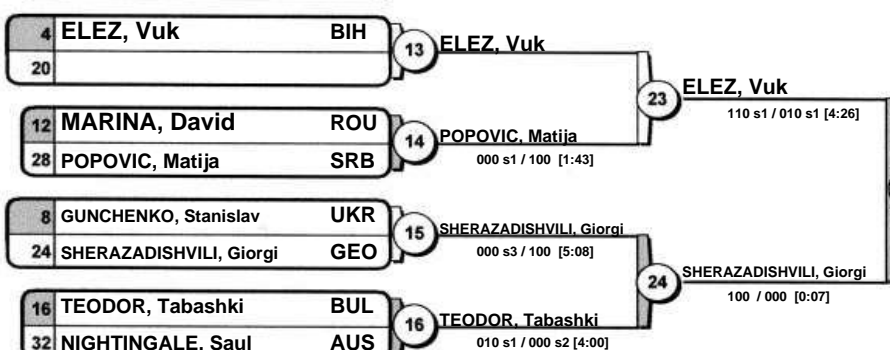 4 ELEZ, Vuk BIH
20
13 ELEZ, Vuk
12 MARINA, David ROU
28 POPOVIC, Matija SRB
14 POPOVIC, Matija
000 s1 / 100 [1:43]
23 ELEZ, Vuk
110 s1 / 010 s1 [4:26]
8 GUNCHENKO, Stanislav UKR
24 SHERAZADISHVILI, Giorgi GEO
15 SHERAZADISHVILI, Giorgi
000 s3 / 100 [5:08]
16 TEODOR, Tabashki BUL
32 NIGHTINGALE, Saul AUS
16 TEODOR, Tabashki
010 s1 / 000 s2 [4:00]
24 SHERAZADISHVILI, Giorgi
100 / 000 [0:07]